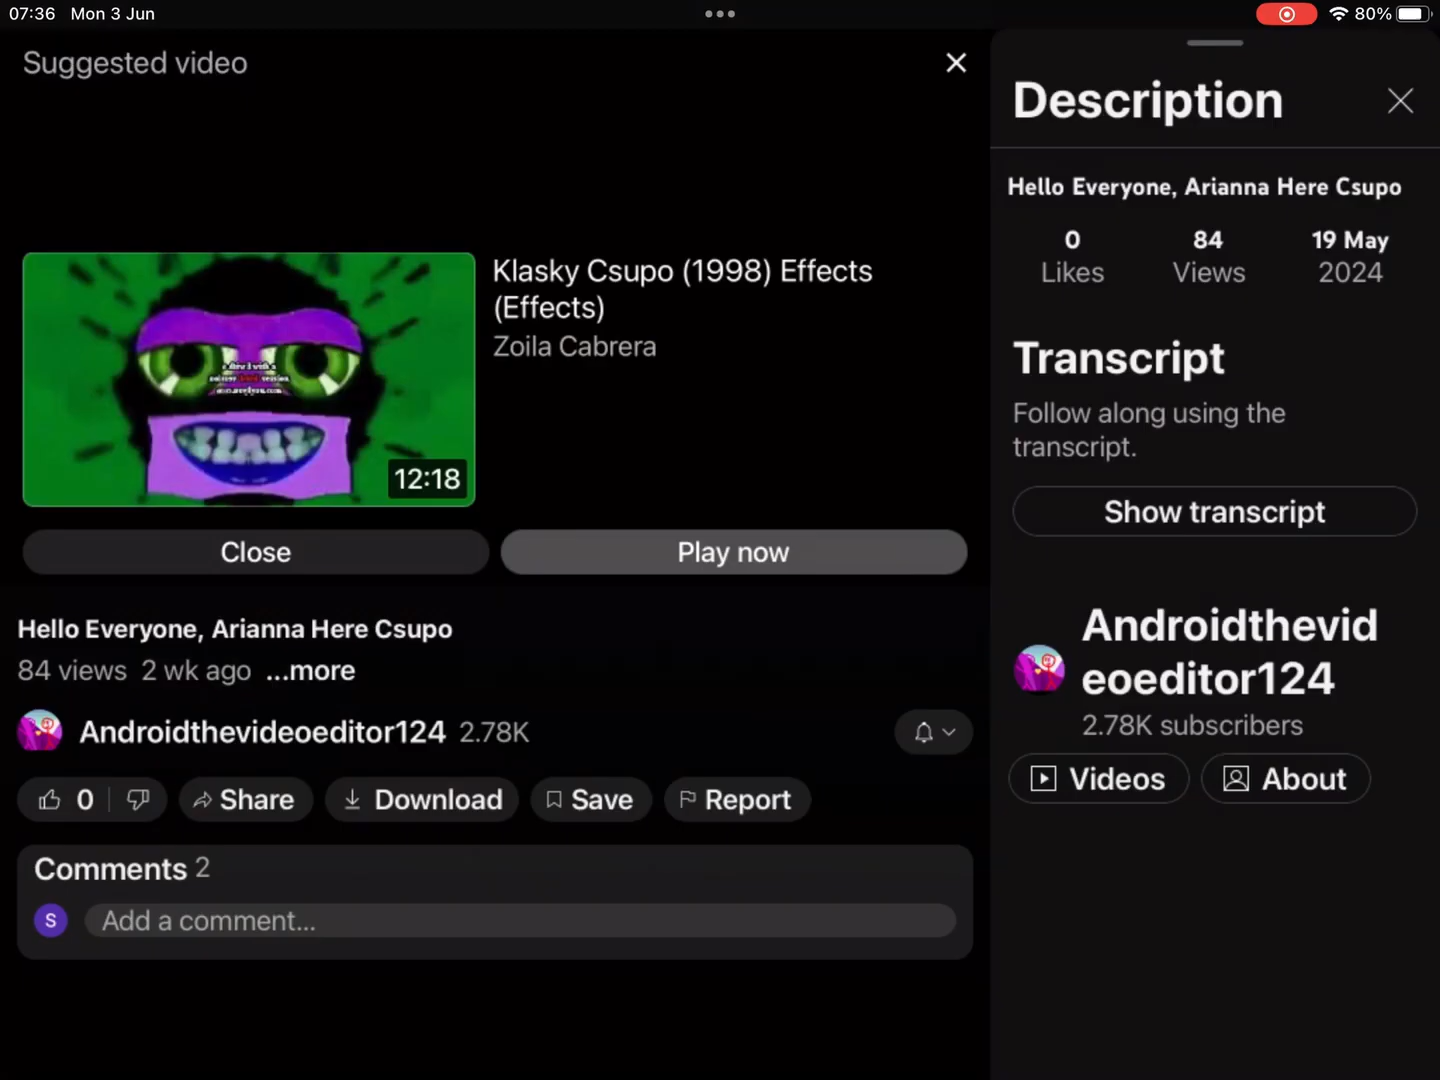 07:36 Mon 3 Jun
80%
Suggested video
Klasky Csupo (1998) Effects
(Effects)
Zoila Cabrera
12:18
Close
Play now
Hello Everyone, Arianna Here Csupo
84 views 2 wk ago ...more
Androidthevideoeditor124 2.78K
0
Share
Download
Save
Report
Comments 2
S
Add a comment...
Description
Hello Everyone, Arianna Here Csupo
0 84 19 May
Likes Views 2024
Transcript
Follow along using the
transcript.
Show transcript
Androidthevid
eoeditor124
2.78K subscribers
Videos
About